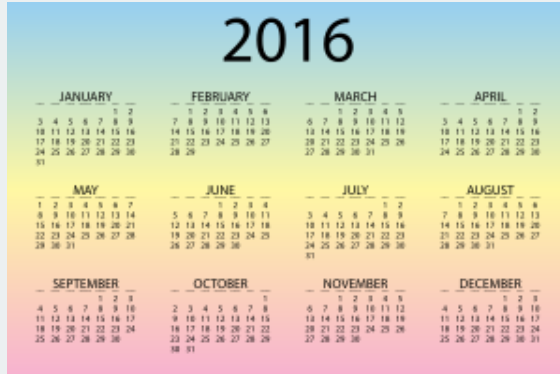 2016
JANUARY
1 2
3 4 5 6 7 8 9
10 11 12 13 14 15 16
17 18 19 20 21 22 23
24 25 26 27 28 29 30
31
FEBRUARY
1 2 3 4 5 6
7 8 9 10 11 12 13
14 15 16 17 18 19 20
21 22 23 24 25 26 27
28 29
MARCH
1 2 3 4 5
6 7 8 9 10 11 12
13 14 15 16 17 18 19
20 21 22 23 24 25 26
27 28 29 30 31
APRIL
1 2
3 4 5 6 7 8 9
10 11 12 13 14 15 16
17 18 19 20 21 22 23
24 25 26 27 28 29 30
MAY
1 2 3 4 5 6 7
8 9 10 11 12 13 14
15 16 17 18 19 20 21
22 23 24 25 26 27 28
29 30 31
JUNE
1 2 3 4
5 6 7 8 9 10 11
12 13 14 15 16 17 18
19 20 21 22 23 24 25
26 27 28 29 30
JULY
1 2
3 4 5 6 7 8 9
10 11 12 13 14 15 16
17 18 19 20 21 22 23
24 25 26 27 28 29 30
31
AUGUST
1 2 3 4 5 6
7 8 9 10 11 12 13
14 15 16 17 18 19 20
21 22 23 24 25 26 27
28 29 30 31
SEPTEMBER
1 2 3
4 5 6 7 8 9 10
11 12 13 14 15 16 17
18 19 20 21 22 23 24
25 26 27 28 29 30
OCTOBER
1
2 3 4 5 6 7 8
9 10 11 12 13 14 15
16 17 18 19 20 21 22
23 24 25 26 27 28 29
30 31
NOVEMBER
1 2 3 4 5
6 7 8 9 10 11 12
13 14 15 16 17 18 19
20 21 22 23 24 25 26
27 28 29 30
DECEMBER
1 2 3
4 5 6 7 8 9 10
11 12 13 14 15 16 17
18 19 20 21 22 23 24
25 26 27 28 29 30 31